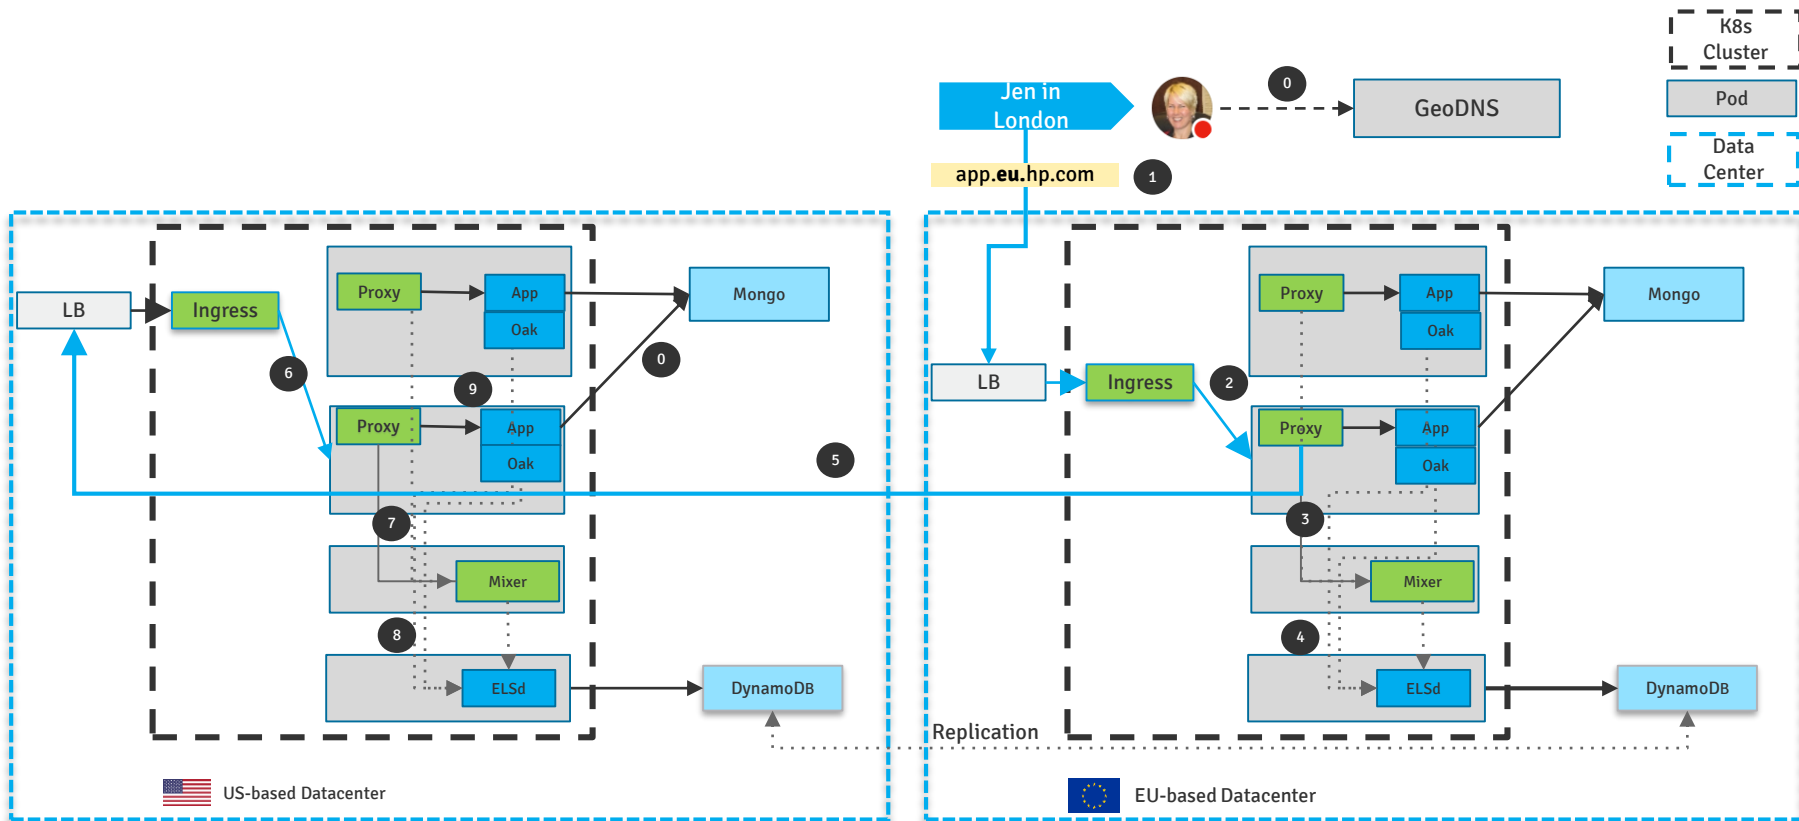 K8s
Cluster
Pod
Data
Center
Jen in
London
0
GeoDNS
app.eu.hp.com
1
LB
Ingress
Proxy
App
Oak
Mongo
6
9
0
Proxy
App
Oak
5
7
Mixer
8
ELSd
DynamoDB
US-based Datacenter
Replication
LB
Ingress
2
Proxy
App
Oak
Mongo
Proxy
App
Oak
3
Mixer
4
ELSd
DynamoDB
EU-based Datacenter